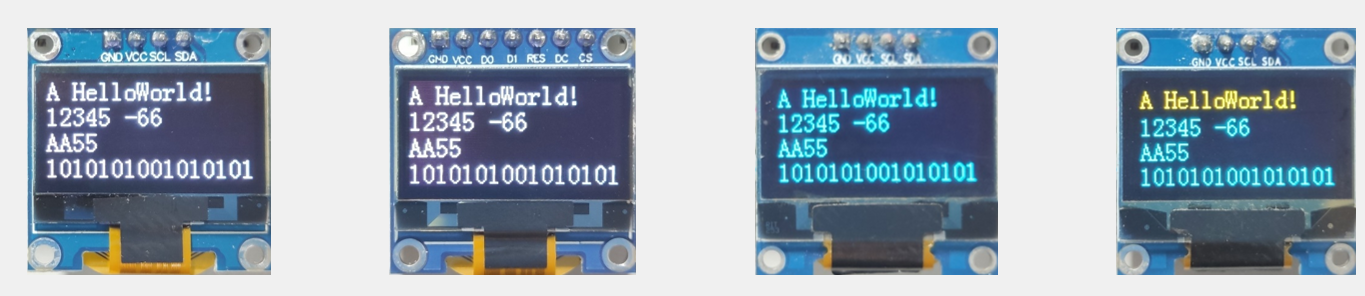 GND VCC SCL SDA
A HelloWorld!
12345 -66
AA55
1010101001010101
GND VCC D0 D1 RES DC CS
A HelloWorld!
12345 -66
AA55
1010101001010101
GND VCC SCL SDA
A HelloWorld!
12345 -66
AA55
1010101001010101
GND VCC SCL SDA
A HelloWorld!
12345 -66
AA55
1010101001010101